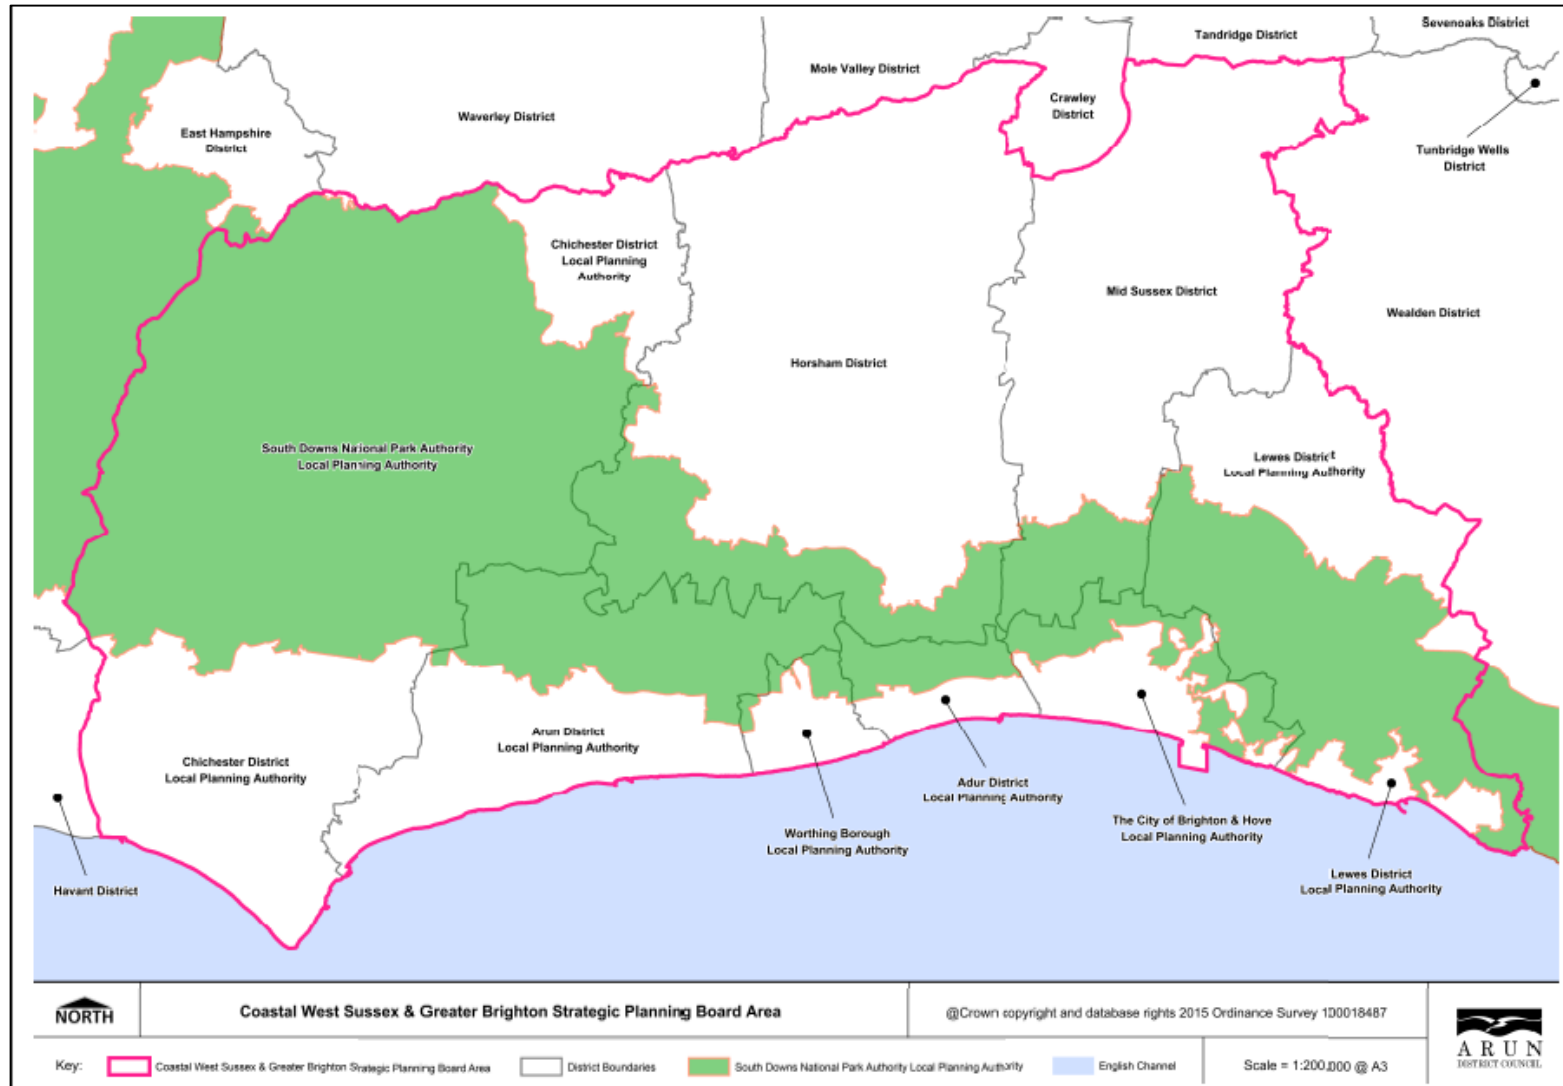 Sevenoaks District
Tandridge District
Mole Valley District
Crawley
District
Waverley District
East Hampshire
District
Tunbridge Wells
District
Chichester District
Local Planning
Authority
Mid Sussex District
Wealden District
Horsham District
South Downs National Park Authority
Local Planning Authority
Lewes District
Local Planning Authority
Arun District
Local Planning Authority
Chichester District
Local Planning Authority
Adur District
Local Planning Authority
The City of Brighton & Hove
Local Planning Authority
Worthing Borough
Local Planning Authority
Lewes District
Local Planning Authority
Havant District
NORTH
Coastal West Sussex & Greater Brighton Strategic Planning Board Area
@Crown copyright and database rights 2015 Ordinance Survey 100018487
Key:
Coastal West Sussex & Greater Brighton Strategic Planning Board Area
District Boundaries
South Downs National Park Authority Local Planning Authority
English Channel
Scale = 1:200,000 @ A3
ARUN
DISTRICT COUNCIL